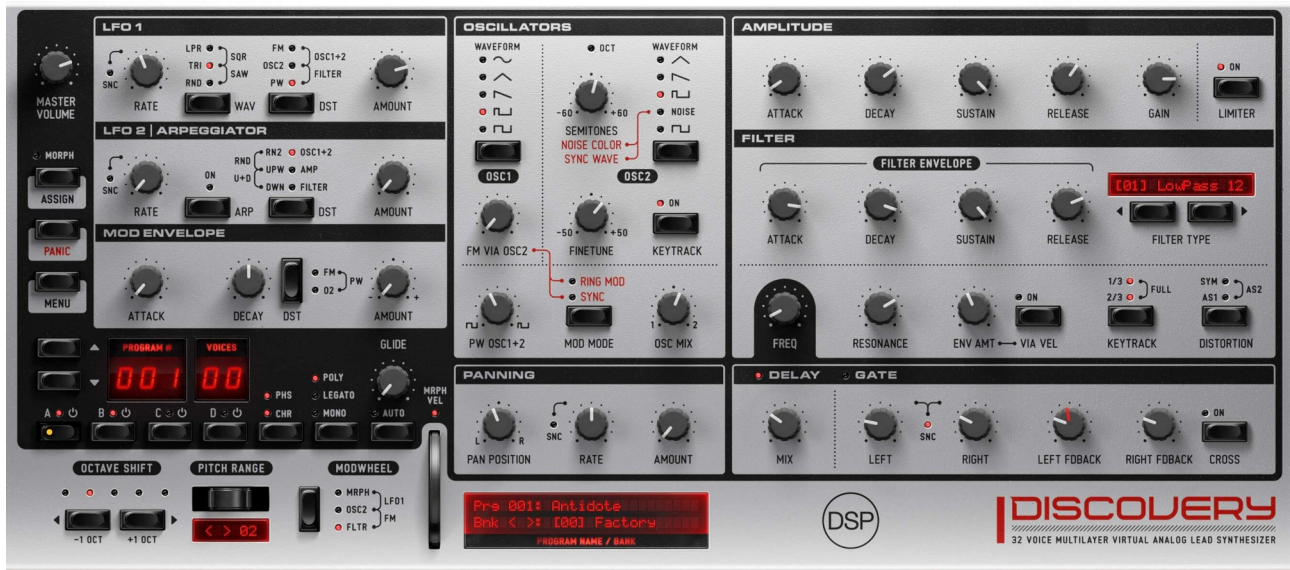 LFO 1
LPR FM
TRI SQR OSC2 OSC1+2
SNC RND SAW PW FILTER
MASTER VOLUME
RATE WAV DST AMOUNT
LFO 2 | ARPEGGIATOR
MORPH
RN2 OSC1+2
RND UPW AMP
SNC ON U+D DWN FILTER
ASSIGN
RATE ARP DST AMOUNT
MOD ENVELOPE
PANIC
FM PW
O2
MENU
- +
ATTACK DECAY DST AMOUNT
PROGRAM # VOICES
001 00
GLIDE
POLY
PHS LEGATO
CHR MONO AUTO
MRPH VEL
A B C D
OCTAVE SHIFT
-1 OCT +1 OCT
PITCH RANGE
< > 02
MODWHEEL
MRPH LFO1
OSC2 FM
FLTR
OSCILLATORS
WAVEFORM OCT WAVEFORM
-60 +60
SEMITONES
NOISE
NOISE COLOR
SYNC WAVE
OSC1 OSC2
ON
-50 +50
FM VIA OSC2 FINETUNE KEYTRACK
RING MOD
SYNC
1 2
PW OSC1+2 MOD MODE OSC MIX
PANNING
L R SNC
PAN POSITION RATE AMOUNT
Prg 001: Antidote
Bnk < >: [00] Factory
PROGRAM NAME / BANK
AMPLITUDE
ON
ATTACK DECAY SUSTAIN RELEASE GAIN LIMITER
FILTER
FILTER ENVELOPE
[01] LowPass 12
ATTACK DECAY SUSTAIN RELEASE FILTER TYPE
ON 1/3 2/3 FULL SYM AS1 AS2
FREQ RESONANCE ENV AMT VIA VEL KEYTRACK DISTORTION
DELAY GATE
SNC ON
MIX LEFT RIGHT LEFT FDBACK RIGHT FDBACK CROSS
DSP
DISCOVERY
32 VOICE MULTILAYER VIRTUAL ANALOG LEAD SYNTHESIZER